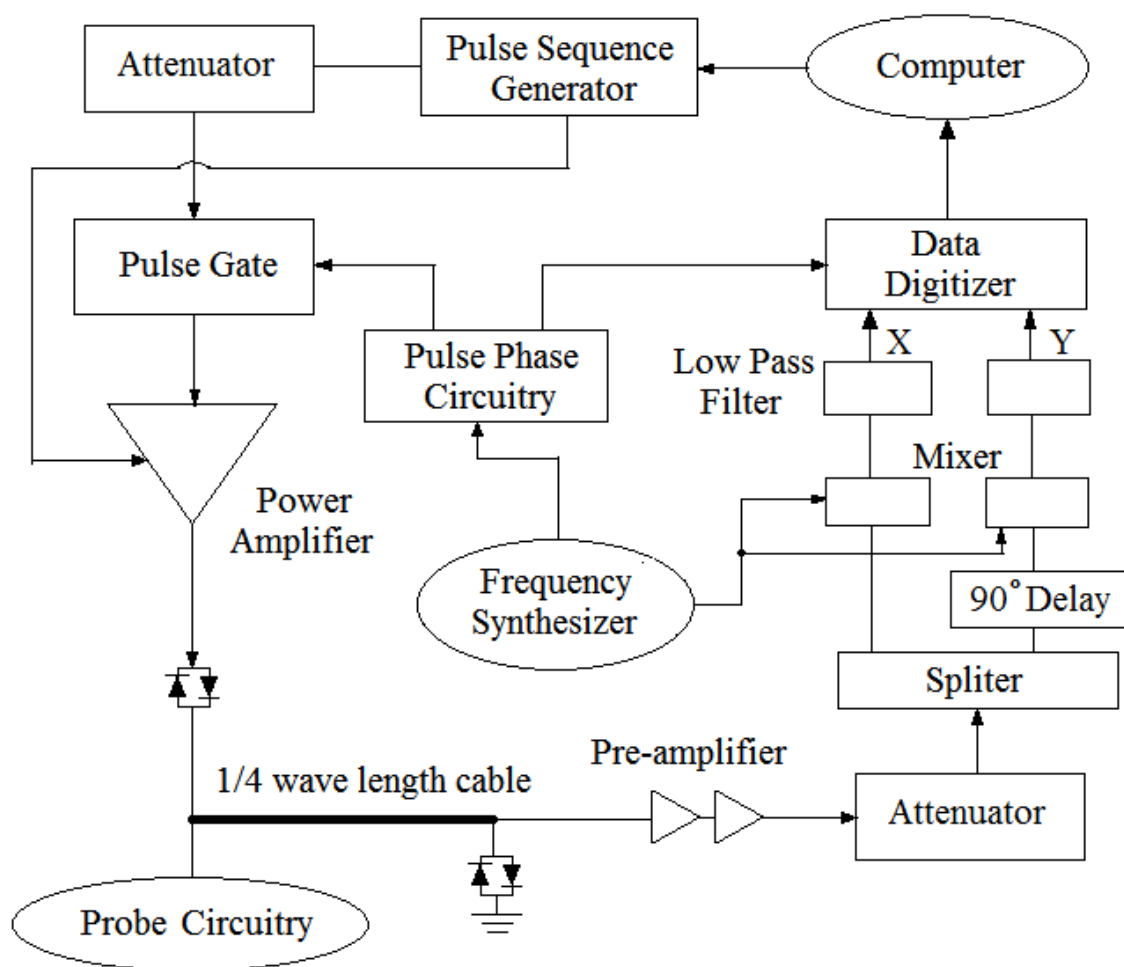 Attenuator
Pulse Sequence
Generator
Computer
Pulse Gate
Data
Digitizer
Pulse Phase
Circuitry
Low Pass
Filter
X
Y
Mixer
Power
Amplifier
Frequency
Synthesizer
90° Delay
Spliter
Pre-amplifier
1/4 wave length cable
Attenuator
Probe Circuitry